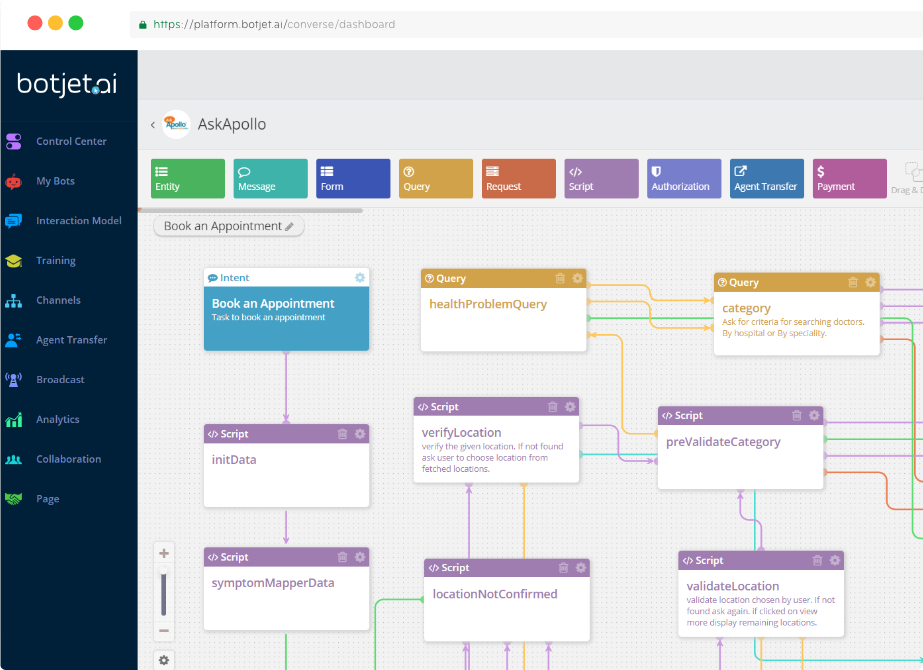 https://platform.botjet.ai/converse/dashboard
botjet.ai
Control Center
My Bots
Interaction Model
Training
Channels
Agent Transfer
Broadcast
Analytics
Collaboration
Page
Apollo
AskApollo
Entity
Message
Form
Query
Request
Script
Authorization
Agent Transfer
Payment
Drag & D
Book an Appointment
Intent
Book an Appointment
Task to book an appointment
Query
healthProblemQuery
Query
category
Ask for criteria for searching doctors.
By hospital or By speciality.
Script
initData
Script
verifyLocation
verify the given location. If not found
ask user to choose location from
fetched locations.
Script
preValidateCategory
Script
symptomMapperData
Script
locationNotConfirmed
Script
validateLocation
validate location chosen by user. If not
found ask again, if clicked on view
more display remaining locations.